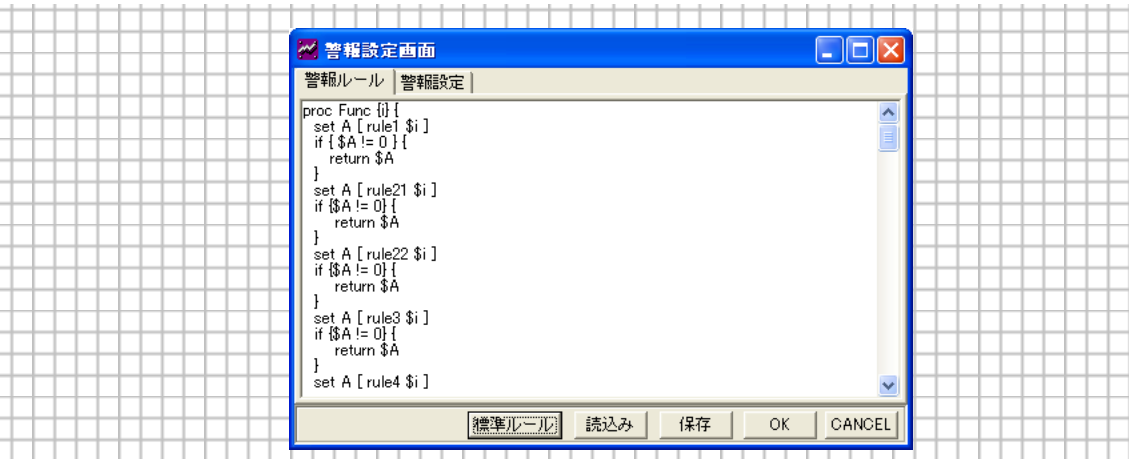 警報設定画面
警報ルール 警報設定
proc Func {i} {
set A [ rule1 $i ]
if { $A != 0 } {
return $A
}
set A [ rule21 $i ]
if {$A != 0} {
return $A
}
set A [ rule22 $i ]
if {$A != 0} {
return $A
}
set A [ rule3 $i ]
if {$A != 0} {
return $A
}
set A [ rule4 $i ]
標準ルール 読込み 保存 OK CANCEL